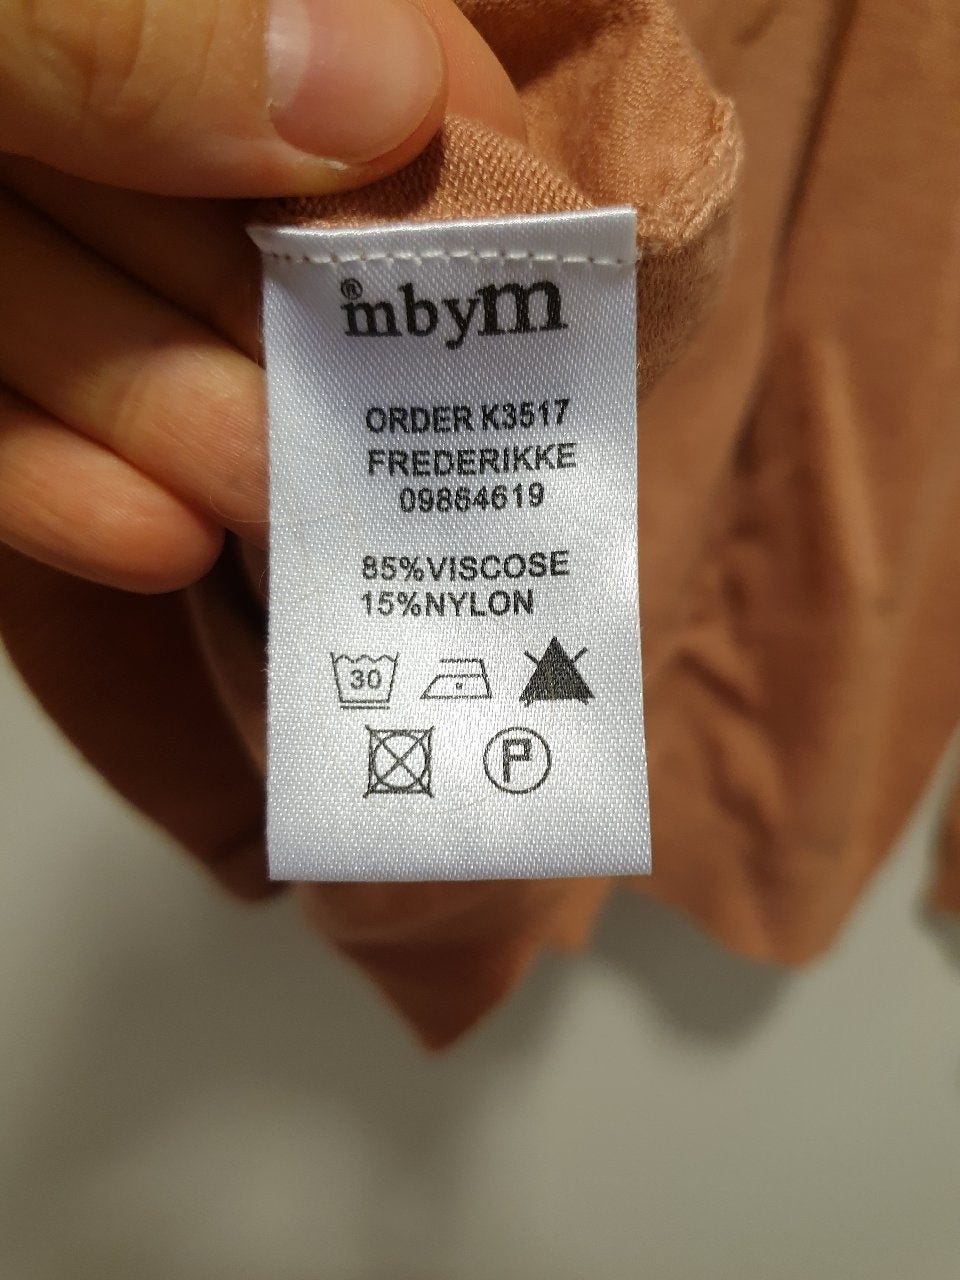 ®mbym
ORDER K3517
FREDERIKKE
09864619
85%VISCOSE
15%NYLON
30
P